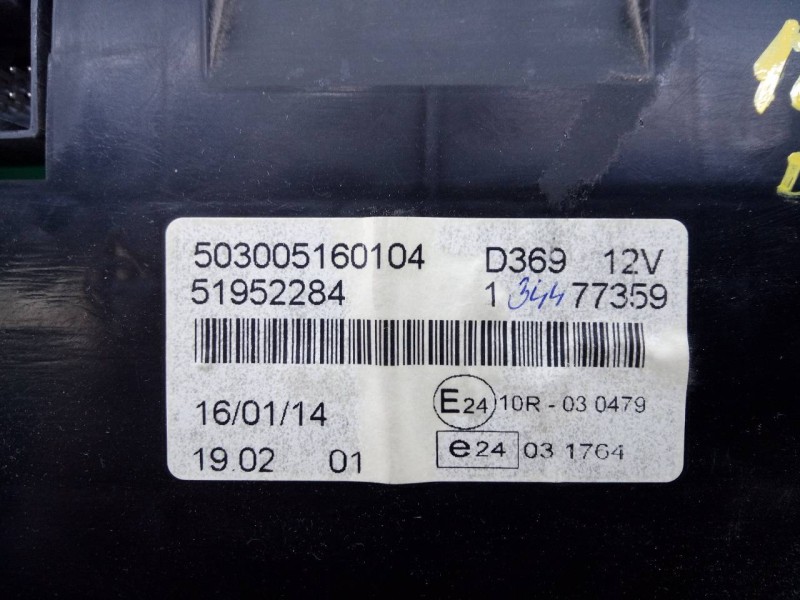 503005160104 D369 12V
51952284 1 344 77359
16/01/14
E24 10R - 03 0479
19.02 01
e24 03 1764